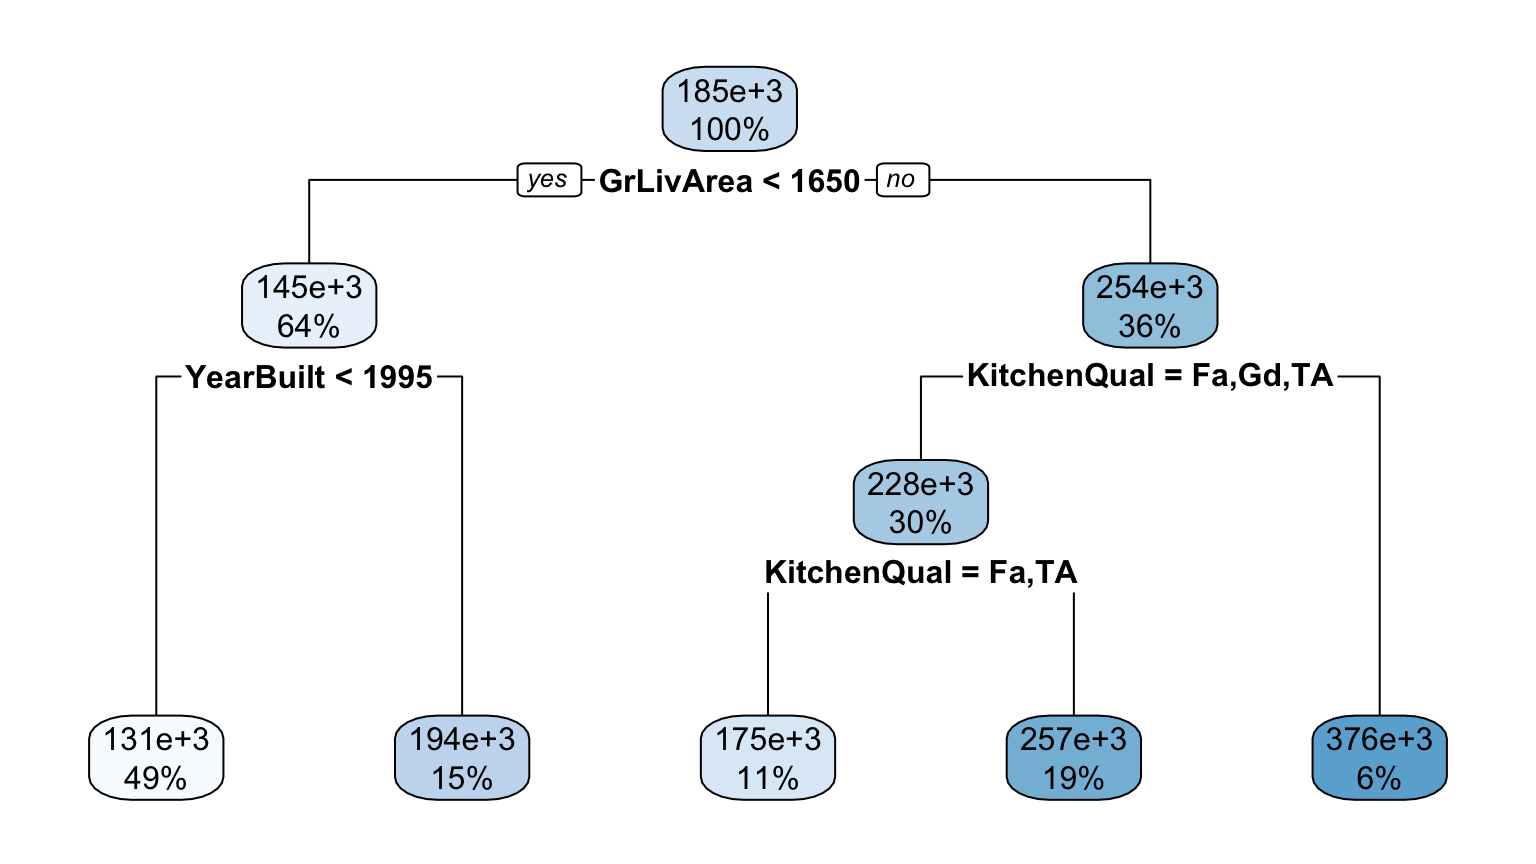 185e+3
100%
yes GrLivArea < 1650 no
145e+3
64%
254e+3
36%
YearBuilt < 1995
KitchenQual = Fa,Gd,TA
228e+3
30%
KitchenQual = Fa,TA
131e+3
49%
194e+3
15%
175e+3
11%
257e+3
19%
376e+3
6%